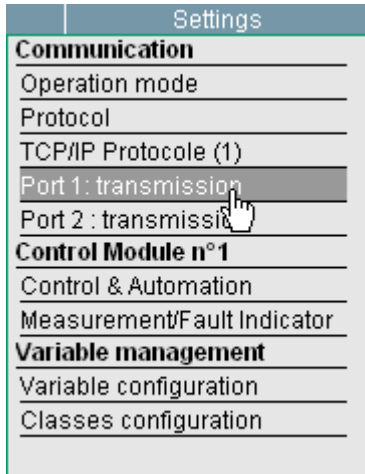 Settings
Communication
Operation mode
Protocol
TCP/IP Protocole (1)
Port 1: transmission
Port 2 : transmission
Control Module n°1
Control & Automation
Measurement/Fault Indicator
Variable management
Variable configuration
Classes configuration